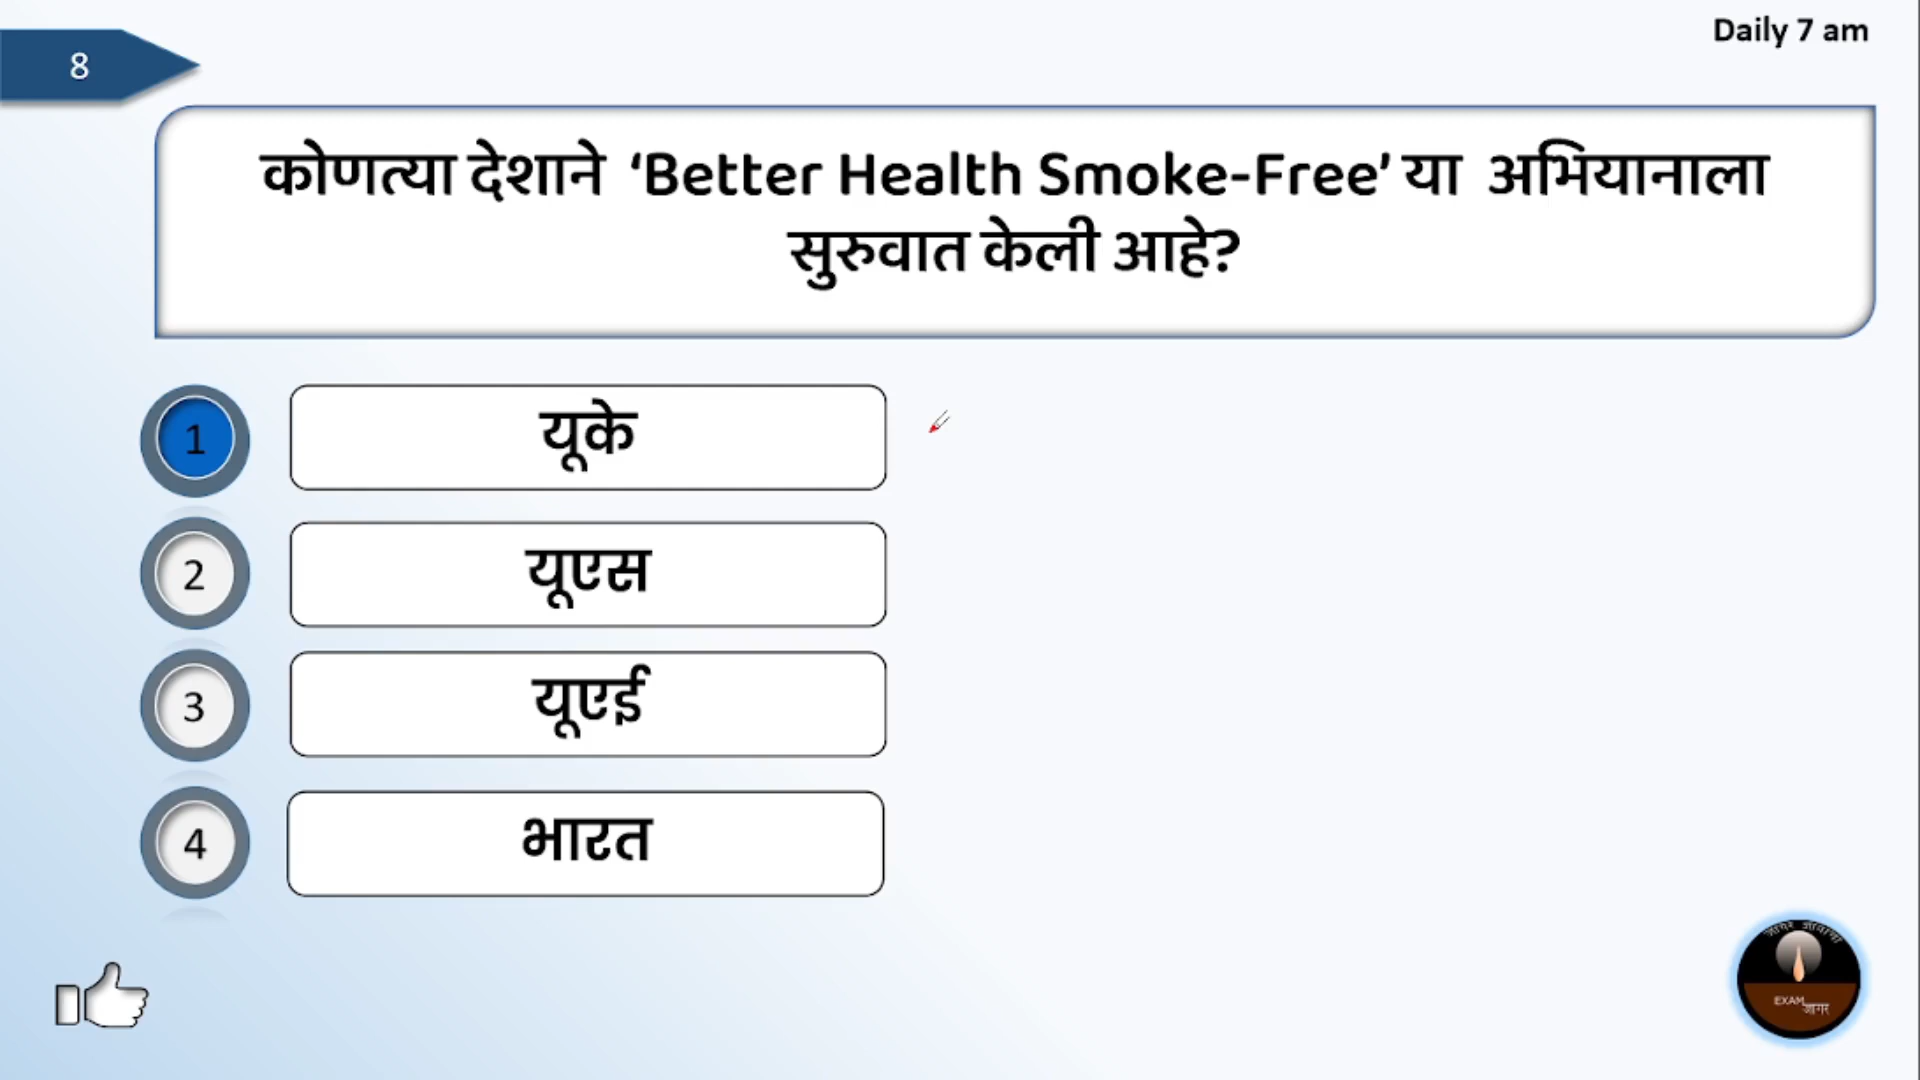 Daily 7 am
8
कोणत्या देशाने ‘Better Health Smoke-Free’ या अभियानाला
सुरुवात केली आहे?
1
यूके
2
यूएस
3
यूएई
4
भारत
EXAM
जागर